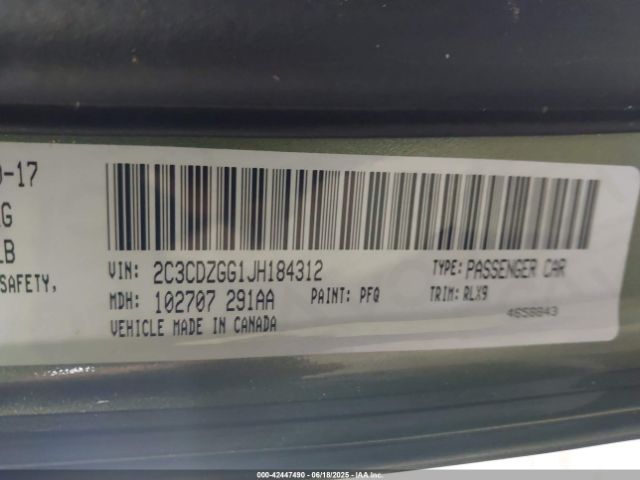 0-17
KG
LB
SAFETY,
VIN: 2C3CDZGG1JH184312
TYPE: PASSENGER CAR
MDH: 102707 291AA
PAINT: PFQ
TRIM: RLX9
VEHICLE MADE IN CANADA
4658843
000-42447490 - 06/18/2025 - IAA Inc.